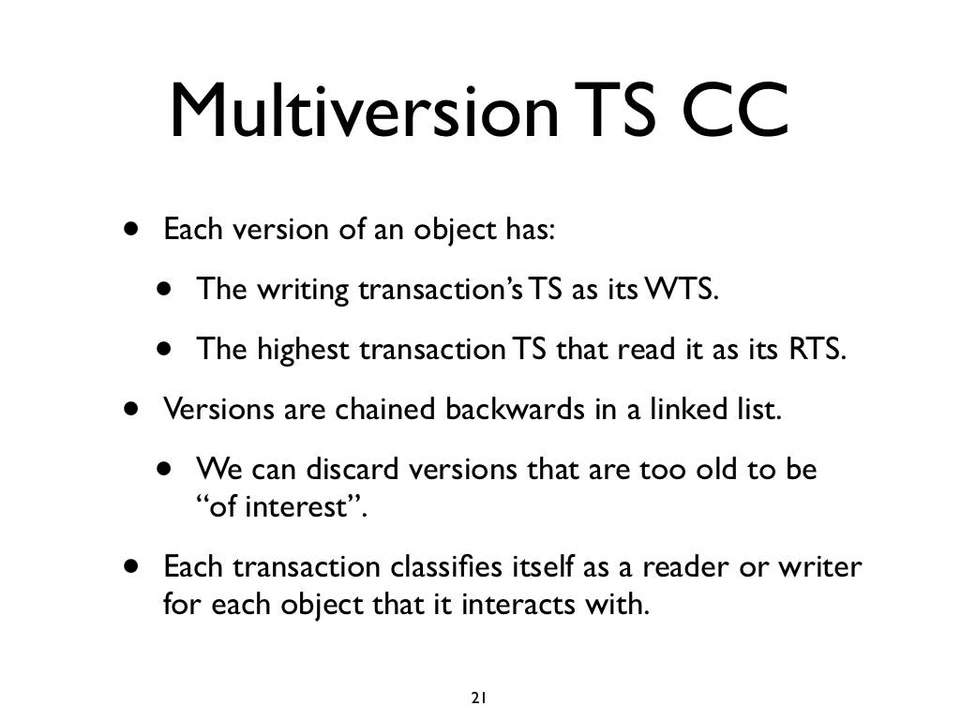 Multiversion TS CC
• Each version of an object has:
• The writing transaction’s TS as its WTS.
• The highest transaction TS that read it as its RTS.
• Versions are chained backwards in a linked list.
• We can discard versions that are too old to be
“of interest”.
• Each transaction classifies itself as a reader or writer
for each object that it interacts with.
21